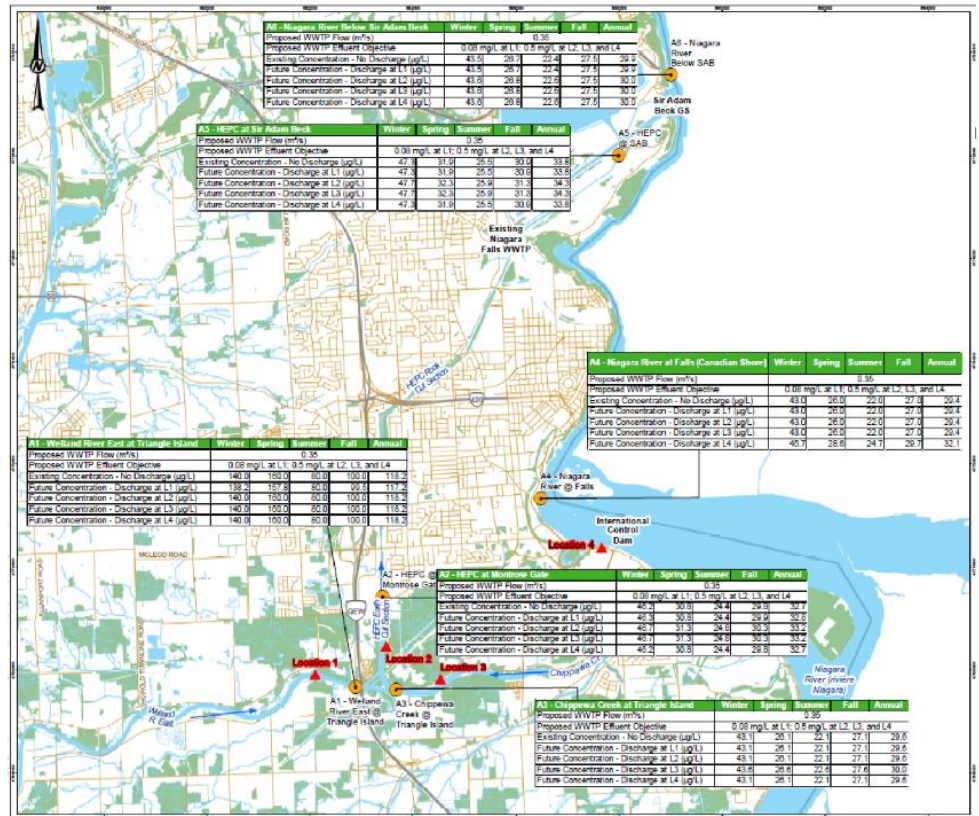 A6 - Niagara River Below Sir Adam Beck Winter Spring Summer Fall Annual
Proposed WWTP Flow (m³/s) 0.35
Proposed WWTP Effluent Objective 0.08 mg/L at L1; 0.5 mg/L at L2, L3, and L4
Existing Concentration - No Discharge (µg/L) 43.5 26.7 22.4 27.5 29.9
Future Concentration - Discharge at L1 (µg/L) 43.5 26.7 22.4 27.5 29.9
Future Concentration - Discharge at L2 (µg/L) 43.6 26.8 22.6 27.5 30.0
Future Concentration - Discharge at L3 (µg/L) 43.6 26.8 22.6 27.5 30.0
Future Concentration - Discharge at L4 (µg/L) 43.6 26.8 22.6 27.5 30.0
A6 - Niagara
River
Below SAB
Sir Adam
Beck GS
A5 - HEPC at Sir Adam Beck Winter Spring Summer Fall Annual
Proposed WWTP Flow (m³/s) 0.35
Proposed WWTP Effluent Objective 0.08 mg/L at L1; 0.5 mg/L at L2, L3, and L4
Existing Concentration - No Discharge (µg/L) 47.3 31.9 25.5 30.9 33.8
Future Concentration - Discharge at L1 (µg/L) 47.3 31.9 25.5 30.9 33.8
Future Concentration - Discharge at L2 (µg/L) 47.7 32.3 25.9 31.3 34.3
Future Concentration - Discharge at L3 (µg/L) 47.7 32.3 25.9 31.3 34.3
Future Concentration - Discharge at L4 (µg/L) 47.3 31.9 25.5 30.9 33.8
A5 - HEPC
@ SAB
Existing
Niagara
Falls WWTP
HEPC Rock
Cut Section
420
A4 - Niagara River at Falls (Canadian Shore) Winter Spring Summer Fall Annual
Proposed WWTP Flow (m³/s) 0.35
Proposed WWTP Effluent Objective 0.08 mg/L at L1; 0.5 mg/L at L2, L3, and L4
Existing Concentration - No Discharge (µg/L) 43.0 26.0 22.0 27.0 29.4
Future Concentration - Discharge at L1 (µg/L) 43.0 26.0 22.0 27.0 29.4
Future Concentration - Discharge at L2 (µg/L) 43.0 26.0 22.0 27.0 29.4
Future Concentration - Discharge at L3 (µg/L) 43.0 26.0 22.0 27.0 29.4
Future Concentration - Discharge at L4 (µg/L) 45.7 28.6 24.7 29.7 32.1
A1 - Welland River East at Triangle Island Winter Spring Summer Fall Annual
Proposed WWTP Flow (m³/s) 0.35
Proposed WWTP Effluent Objective 0.08 mg/L at L1; 0.5 mg/L at L2, L3, and L4
Existing Concentration - No Discharge (µg/L) 140.0 160.0 80.0 100.0 118.2
Future Concentration - Discharge at L1 (µg/L) 138.2 157.8 80.0 99.5 117.2
Future Concentration - Discharge at L2 (µg/L) 140.0 160.0 80.0 100.0 118.2
Future Concentration - Discharge at L3 (µg/L) 140.0 160.0 80.0 100.0 118.2
Future Concentration - Discharge at L4 (µg/L) 140.0 160.0 80.0 100.0 118.2
A4 - Niagara
River @ Falls
International
Control
Dam
Location 4
MCLEOD ROAD
A2 - HEPC @
Montrose Gate
A2 - HEPC at Montrose Gate Winter Spring Summer Fall Annual
Proposed WWTP Flow (m³/s) 0.35
Proposed WWTP Effluent Objective 0.08 mg/L at L1; 0.5 mg/L at L2, L3, and L4
Existing Concentration - No Discharge (µg/L) 46.2 30.8 24.4 29.8 32.7
Future Concentration - Discharge at L1 (µg/L) 46.3 30.8 24.4 29.9 32.8
Future Concentration - Discharge at L2 (µg/L) 46.7 31.3 24.8 30.3 33.2
Future Concentration - Discharge at L3 (µg/L) 46.7 31.3 24.8 30.3 33.2
Future Concentration - Discharge at L4 (µg/L) 46.2 30.8 24.4 29.8 32.7
QEW
HEPC Earth
Cut Section
Location 1
Location 2
Location 3
Chippawa Cr
Welland
R. East
A1 - Welland
River East @
Triangle Island
A3 - Chippewa
Creek @
Triangle Island
Niagara
River (rivière
Niagara)
A3 - Chippewa Creek at Triangle Island Winter Spring Summer Fall Annual
Proposed WWTP Flow (m³/s) 0.35
Proposed WWTP Effluent Objective 0.08 mg/L at L1; 0.5 mg/L at L2, L3, and L4
Existing Concentration - No Discharge (µg/L) 43.1 26.1 22.1 27.1 29.6
Future Concentration - Discharge at L1 (µg/L) 43.1 26.1 22.1 27.1 29.6
Future Concentration - Discharge at L2 (µg/L) 43.1 26.1 22.1 27.1 29.6
Future Concentration - Discharge at L3 (µg/L) 43.6 26.6 22.6 27.6 30.0
Future Concentration - Discharge at L4 (µg/L) 43.1 26.1 22.1 27.1 29.6